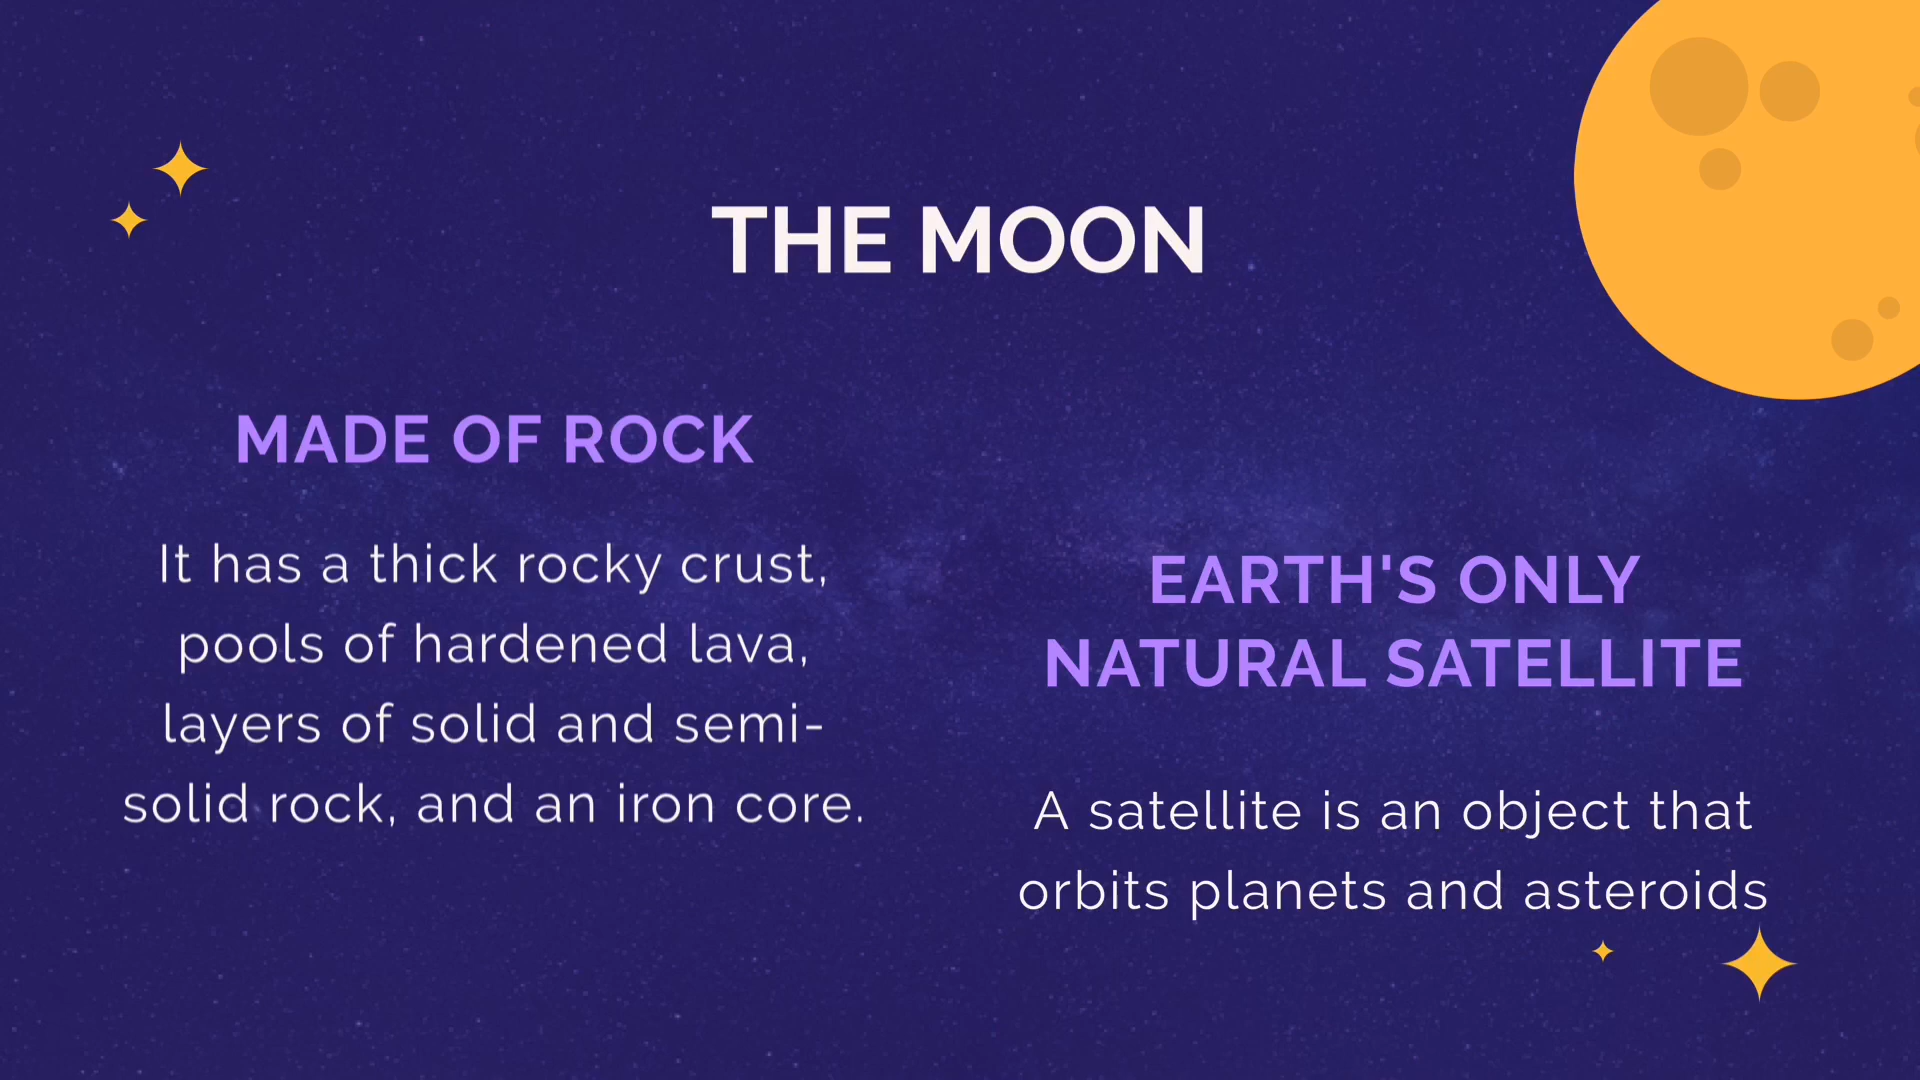 THE MOON
MADE OF ROCK
It has a thick rocky crust,
pools of hardened lava,
layers of solid and semi-
solid rock, and an iron core.
EARTH'S ONLY
NATURAL SATELLITE
A satellite is an object that
orbits planets and asteroids